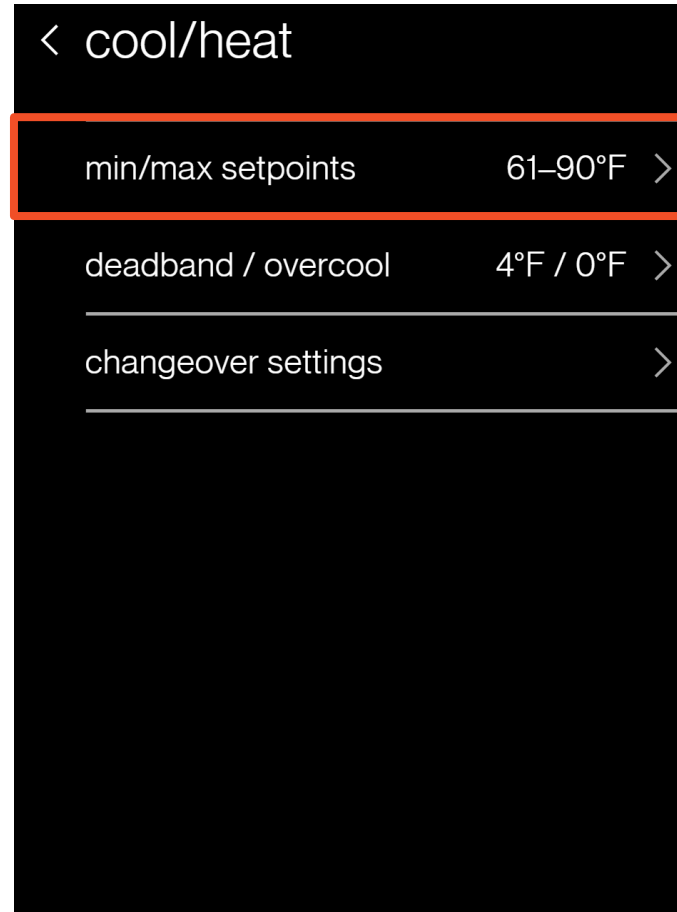 cool/heat
min/max setpoints 61–90°F
deadband / overcool 4°F / 0°F
changeover settings